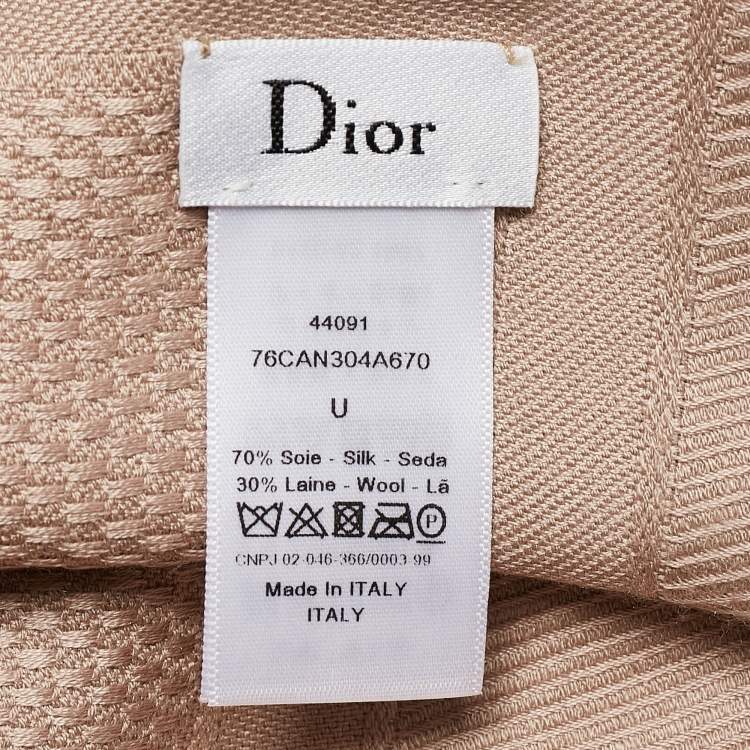 Dior
44091
76CAN304A670
U
70% Soie - Silk - Seda
30% Laine - Wool - Lã
P
CNPJ 02-046-366/0003-99
Made In ITALY
ITALY